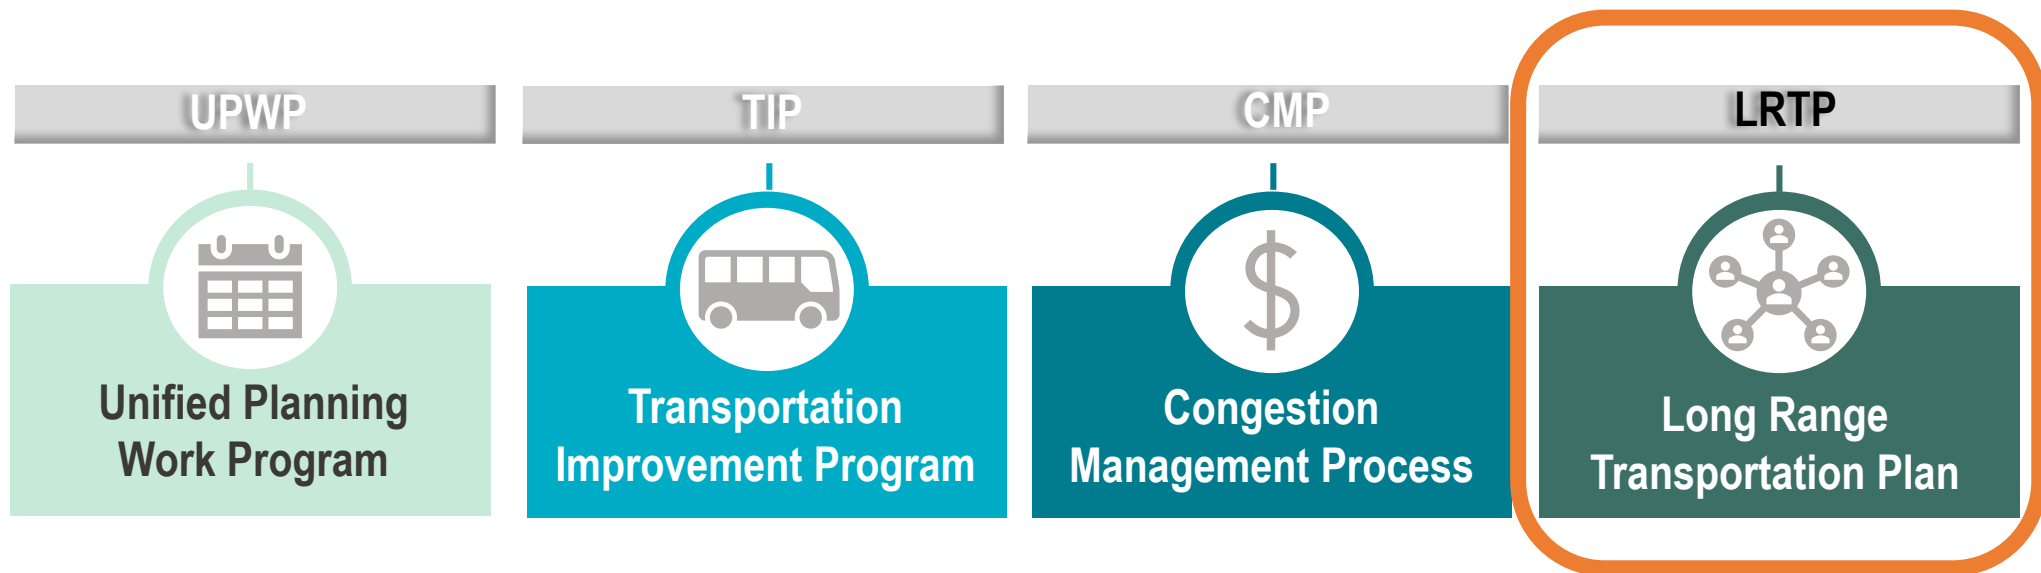 UPWP
Unified Planning
Work Program
TIP
Transportation
Improvement Program
CMP
Congestion
Management Process
LRTP
Long Range
Transportation Plan